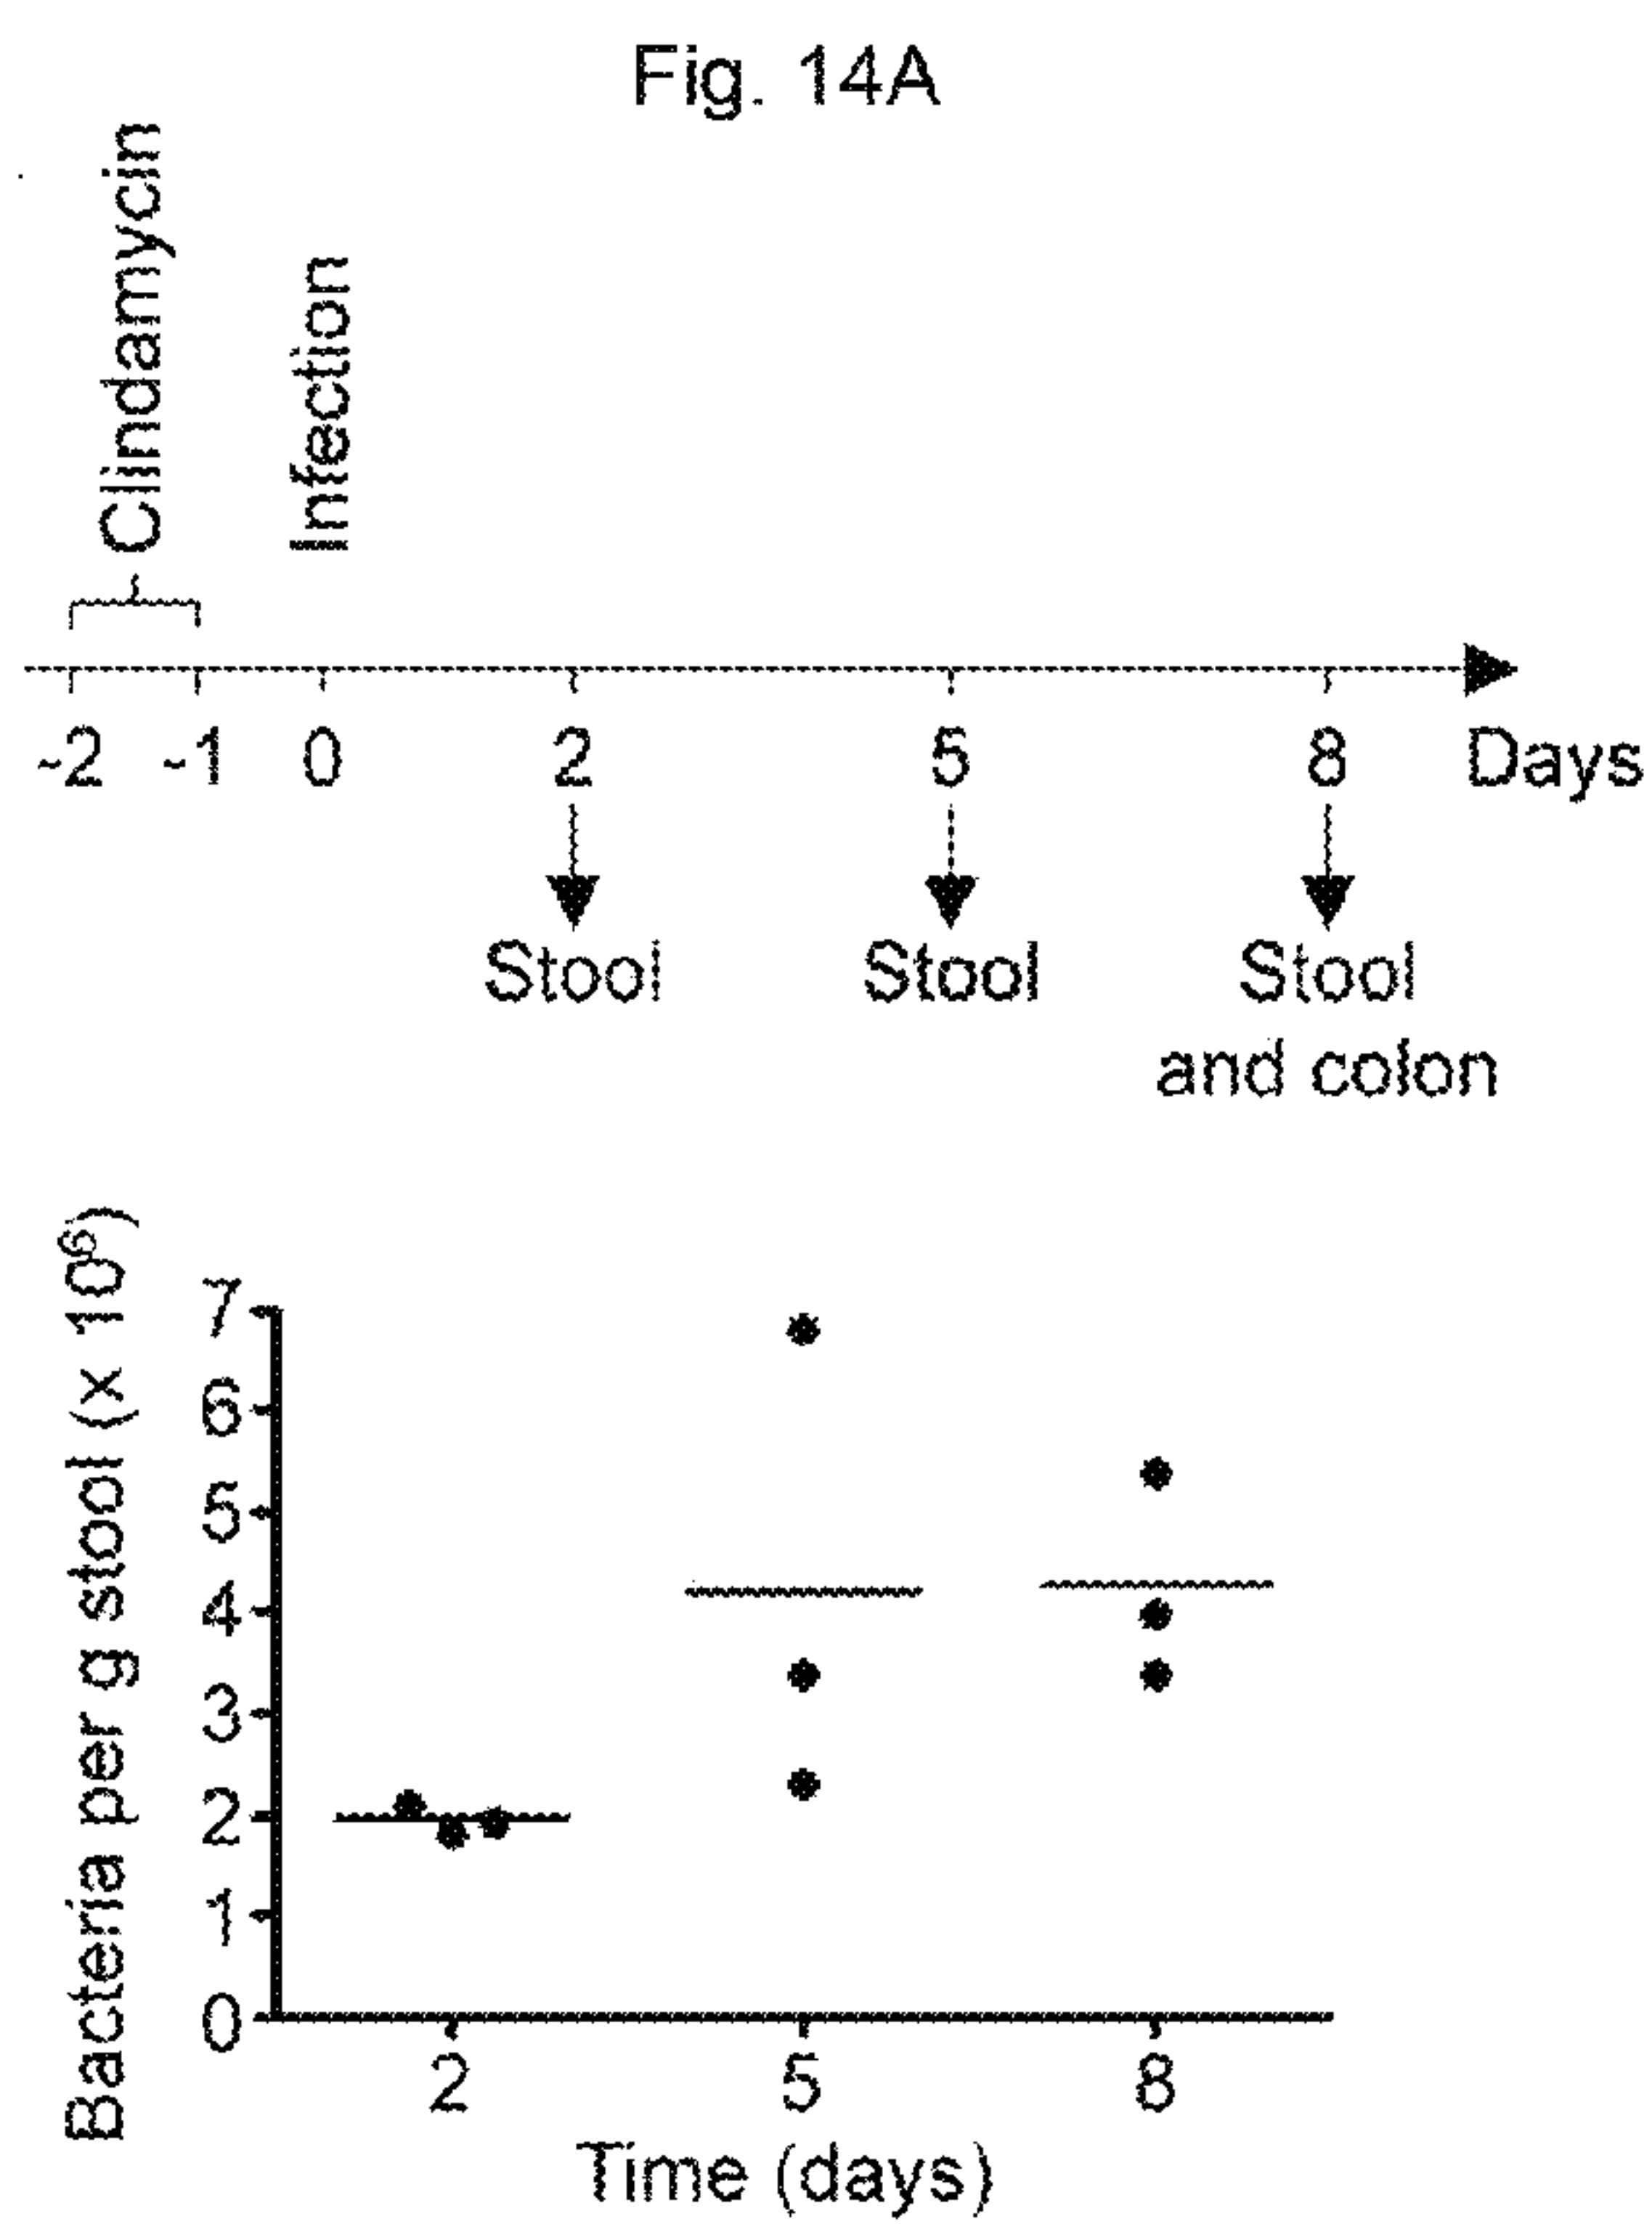 Fig. 14A
Clindamycin
Infection
-2 -1 0 2 5 8 Days
Stool Stool Stool
and colon
Bacteria per g stool (x 10⁶)
7
6
5
4
3
2
1
0
2 5 8
Time (days)